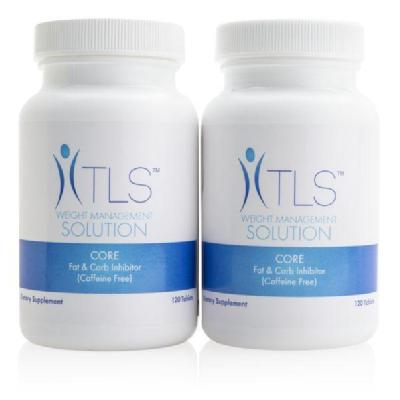 TLS™
WEIGHT MANAGEMENT
SOLUTION
CORE
Fat & Carb Inhibitor
(Caffeine Free)
Dietary Supplement
120 Tablets
TLS™
WEIGHT MANAGEMENT
SOLUTION
CORE
Fat & Carb Inhibitor
(Caffeine Free)
Dietary Supplement
120 Tablets